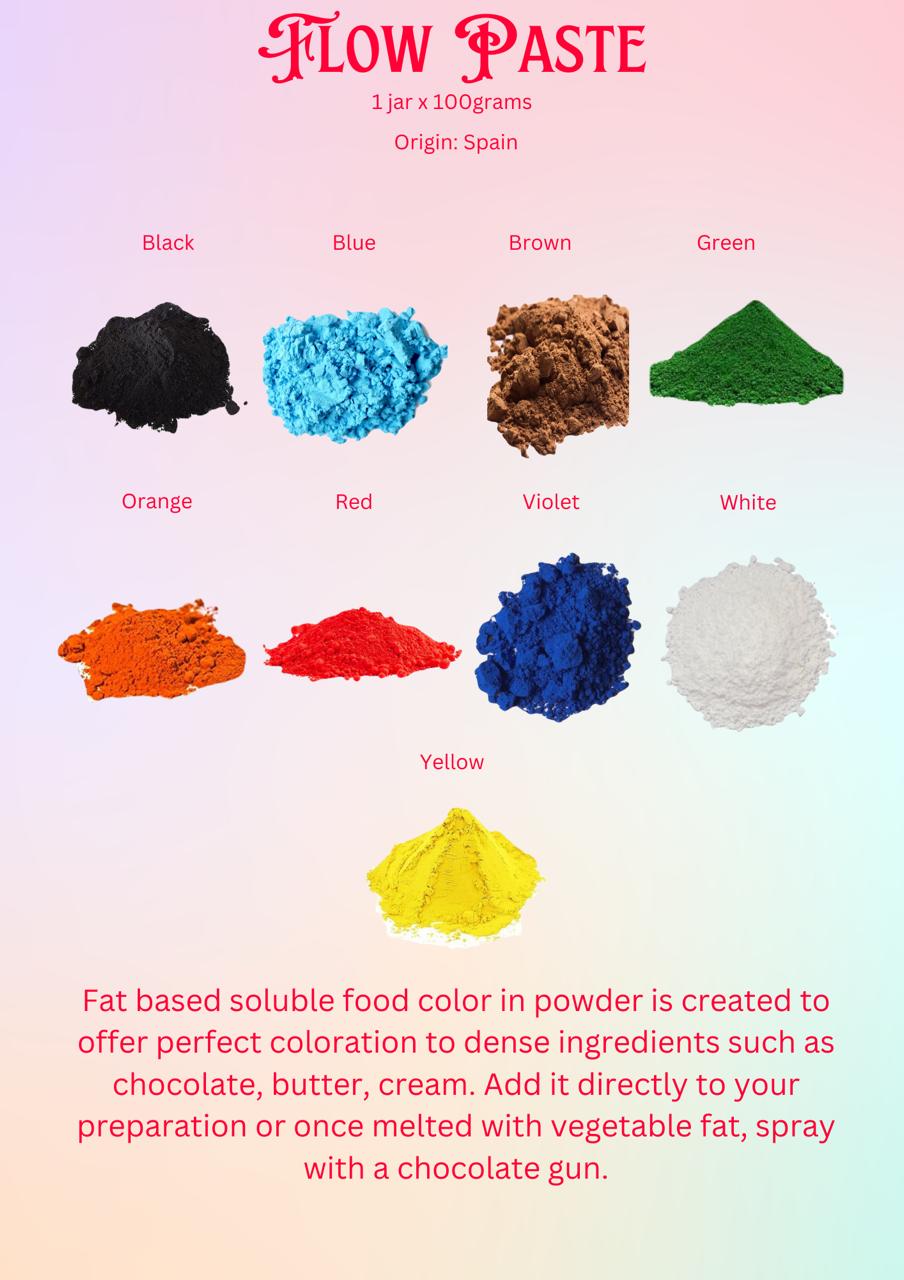 Flow Paste
1 jar x 100grams
Origin: Spain
Black Blue Brown Green
Orange Red Violet White
Yellow
Fat based soluble food color in powder is created to
offer perfect coloration to dense ingredients such as
chocolate, butter, cream. Add it directly to your
preparation or once melted with vegetable fat, spray
with a chocolate gun.